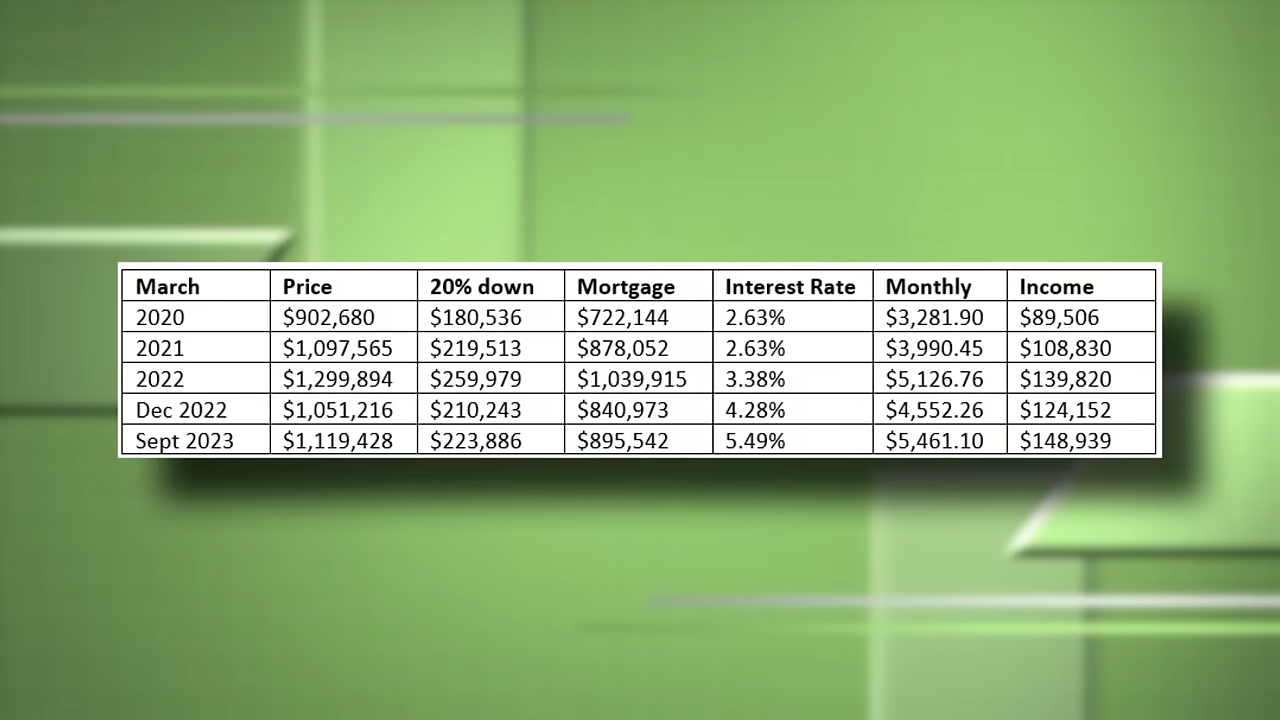 March Price 20% down Mortgage Interest Rate Monthly Income
2020 $902,680 $180,536 $722,144 2.63% $3,281.90 $89,506
2021 $1,097,565 $219,513 $878,052 2.63% $3,990.45 $108,830
2022 $1,299,894 $259,979 $1,039,915 3.38% $5,126.76 $139,820
Dec 2022 $1,051,216 $210,243 $840,973 4.28% $4,552.26 $124,152
Sept 2023 $1,119,428 $223,886 $895,542 5.49% $5,461.10 $148,939